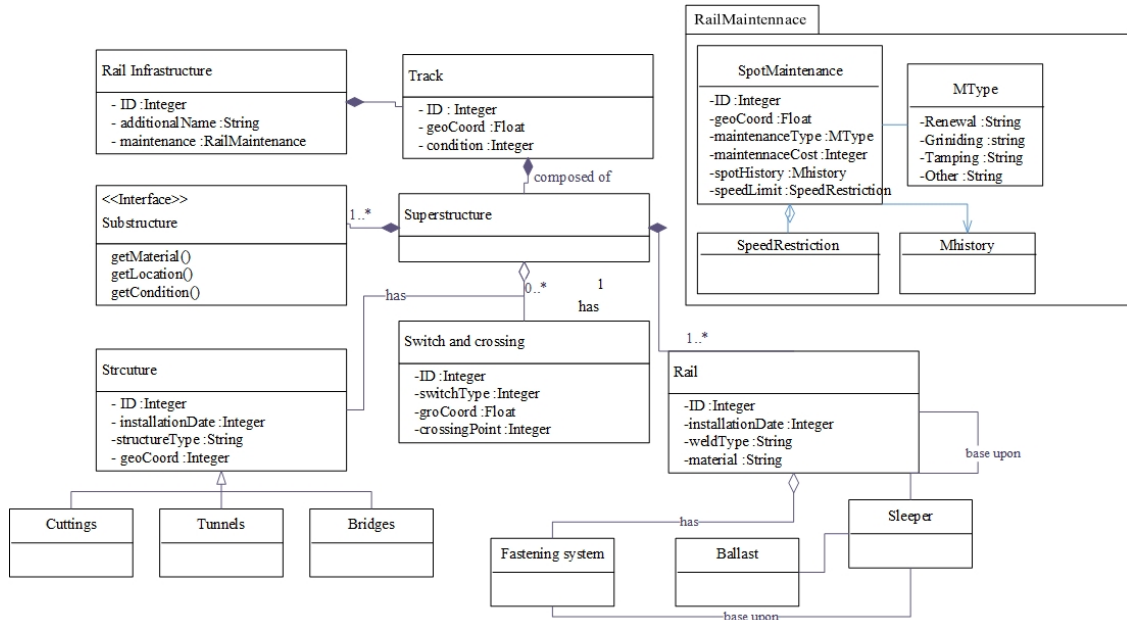 RailMaintennace
Rail Infrastructure
- ID :Integer
- additionalName :String
- maintenance :RailMaintenance
Track
- ID : Integer
- geoCoord :Float
- condition :Integer
SpotMaintenance
-ID :Integer
-geoCoord :Float
-maintenanceType :MType
-maintennaceCost :Integer
-spotHistory :Mhistory
-speedLimit :SpeedRestriction
MType
-Renewal :String
-Griniding :string
-Tamping :String
-Other :String
composed of
<<Interface>>
Substructure
getMaterial()
getLocation()
getCondition()
1..*
Superstructure
SpeedRestriction
Mhistory
has
0..*
1
has
1..*
Strcuture
- ID :Integer
- installationDate :Integer
-structureType :String
- geoCoord :Integer
Switch and crossing
-ID :Integer
-switchType :Integer
-groCoord :Float
-crossingPoint :Integer
Rail
-ID :Integer
-installationDate :Integer
-weldType :String
-material :String
base upon
Cuttings
Tunnels
Bridges
has
Fastening system
Ballast
Sleeper
base upon